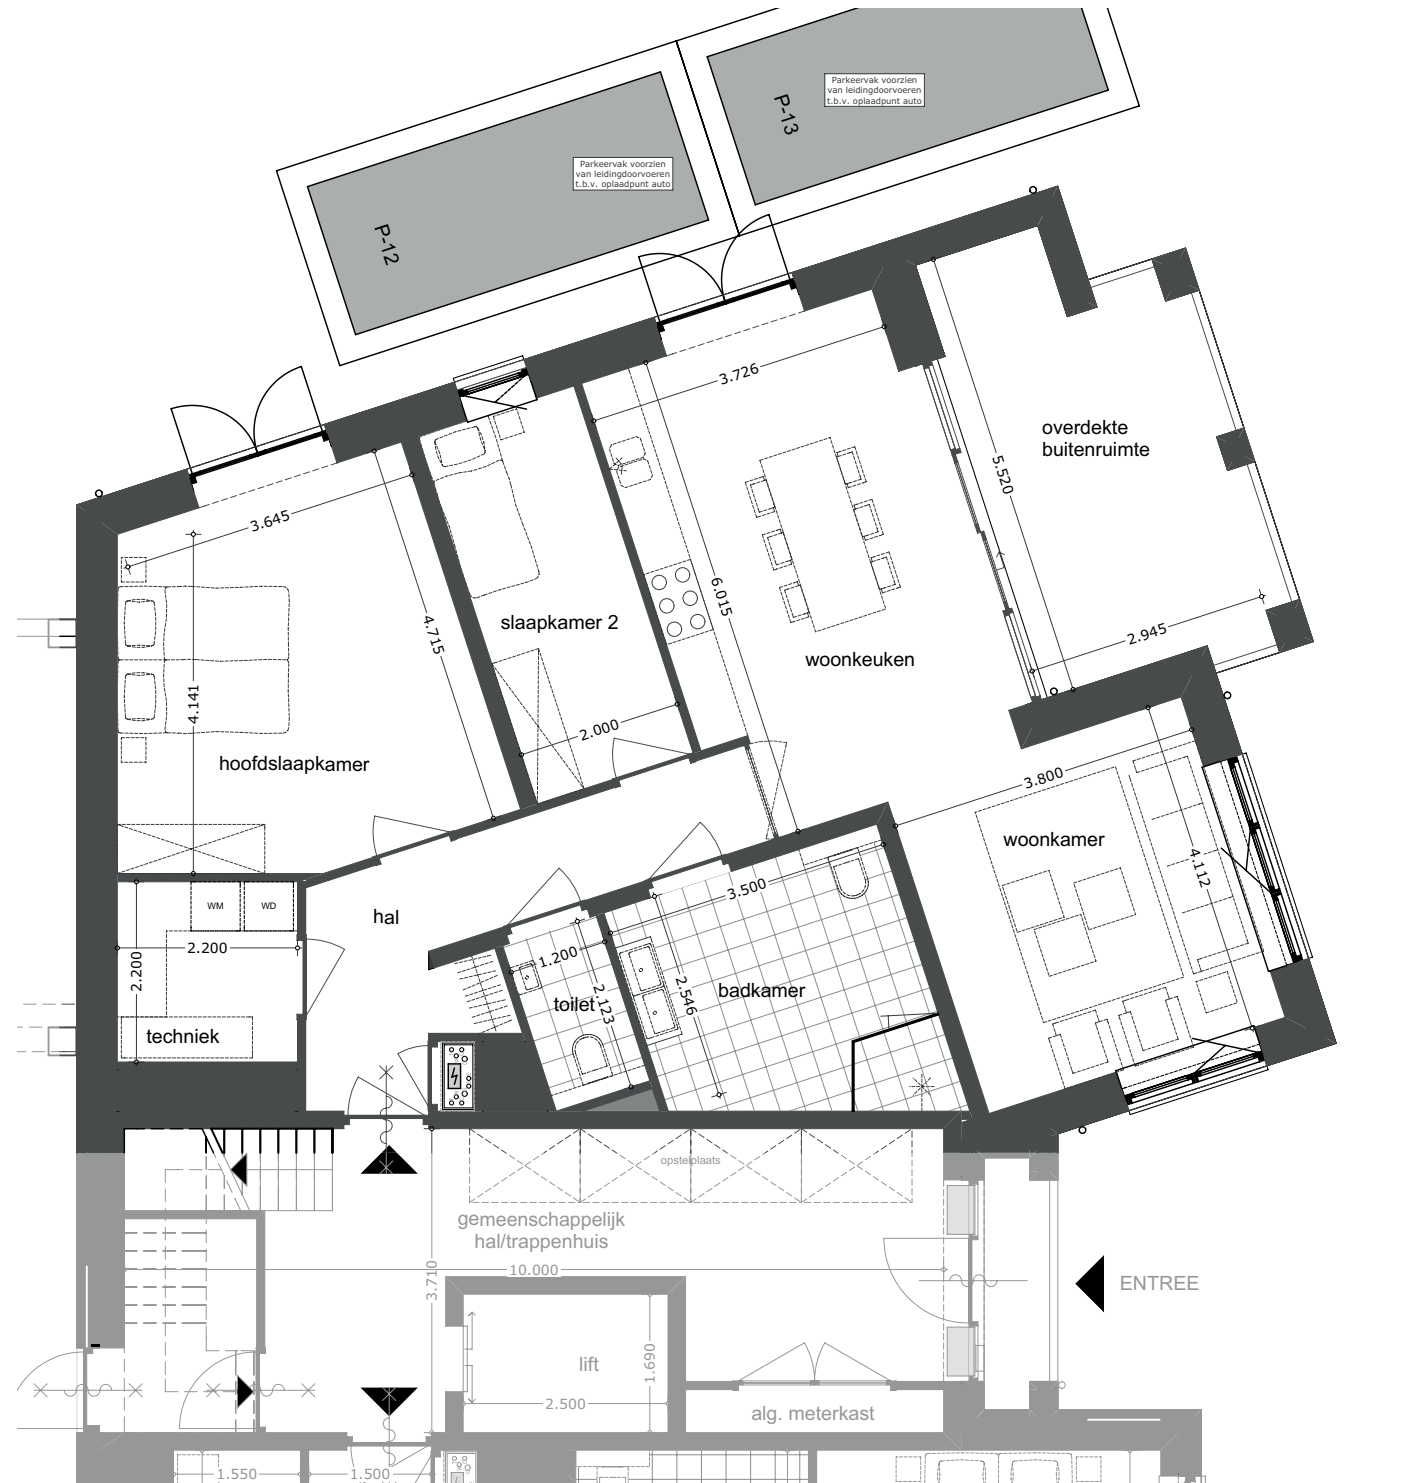 Parkeervak voorzien
van leidingdoorvoeren
t.b.v. oplaadpunt auto
P-13
Parkeervak voorzien
van leidingdoorvoeren
t.b.v. oplaadpunt auto
P-12
3.726
overdekte
buitenruimte
5.520
3.645
6.015
slaapkamer 2
4.715
2.945
woonkeuken
4.141
2.000
hoofdslaapkamer
3.800
woonkamer
4.112
3.500
WM
WD
hal
2.200
2.200
1.200
2.546
badkamer
toilet
2.123
techniek
opstelplaats
gemeenschappelijk
hal/trappenhuis
3.710
10.000
ENTREE
lift
1.690
2.500
alg. meterkast
1.550
1.500